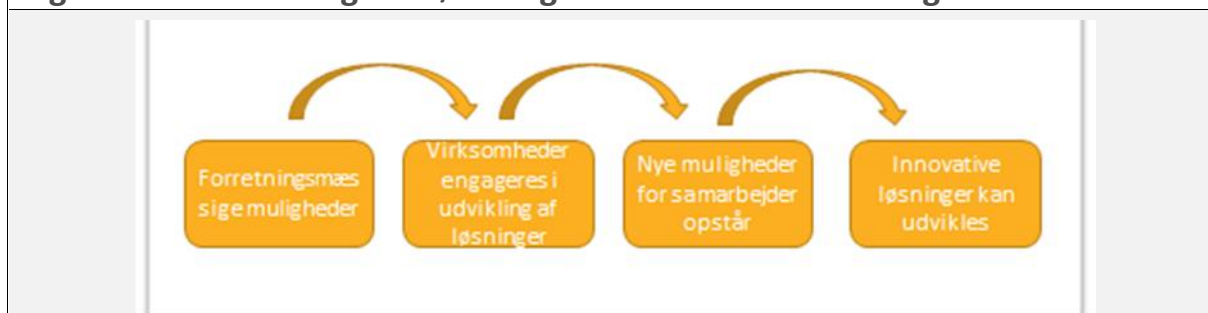 Forretningsmæs
sige muligheder
Virksomheder
engageres i
udvikling af
løsninger
Nye muligheder
for samarbejder
opstår
Innovative
løsninger kan
udvikles